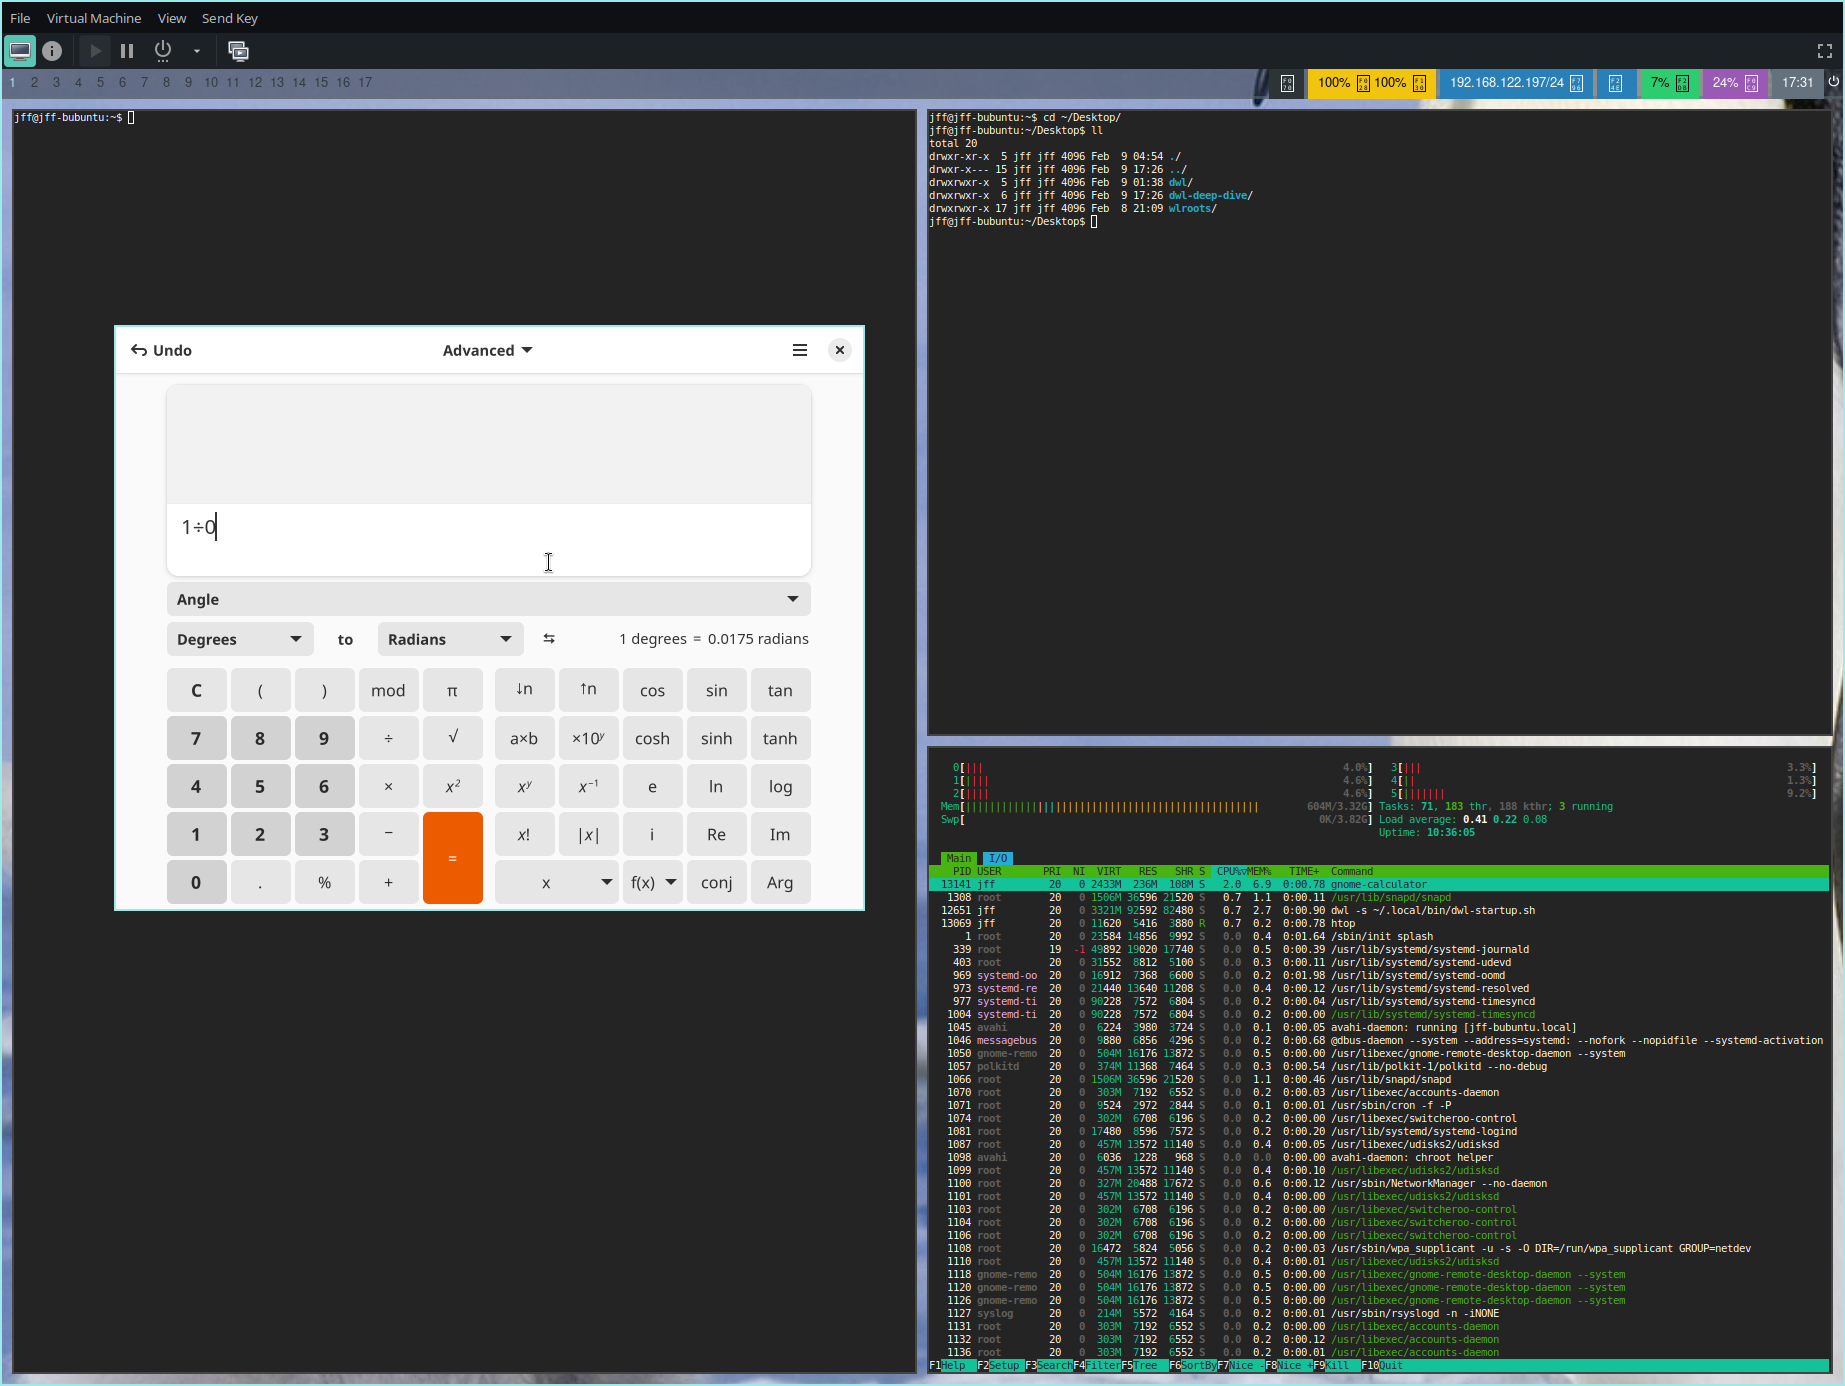 File Virtual Machine View Send Key
1 2 3 4 5 6 7 8 9 10 11 12 13 14 15 16 17
100% 100% 192.168.122.197/24 7% 24% 17:31
jff@jff-bubuntu:~$
jff@jff-bubuntu:~$ cd ~/Desktop/
jff@jff-bubuntu:~/Desktop$ ll
total 20
drwxr-xr-x 5 jff jff 4096 Feb 9 04:54 ./
drwxr-x--- 15 jff jff 4096 Feb 9 17:26 ../
drwxrwxr-x 5 jff jff 4096 Feb 9 01:38 dwl/
drwxrwxr-x 6 jff jff 4096 Feb 9 17:26 dwl-deep-dive/
drwxrwxr-x 17 jff jff 4096 Feb 8 21:09 wlroots/
jff@jff-bubuntu:~/Desktop$
Undo Advanced
1÷0
Angle
Degrees to Radians 1 degrees = 0.0175 radians
C ( ) mod π ↓n ↑n cos sin tan
7 8 9 ÷ √ a×b ×10ʸ cosh sinh tanh
4 5 6 × x² xʸ x⁻¹ e ln log
1 2 3 − = x! |x| i Re Im
0 . % + x f(x) conj Arg
0[||| 4.0%] 3[||| 3.3%]
1[|||| 4.6%] 4[|| 1.3%]
2[|||| 4.6%] 5[||||||| 9.2%]
Mem[ 604M/3.32G] Tasks: 71, 183 thr, 188 kthr; 3 running
Swp[ 0K/3.82G] Load average: 0.41 0.22 0.08
Uptime: 10:36:05
Main I/O
PID USER PRI NI VIRT RES SHR S CPU%▽MEM% TIME+ Command
13141 jff 20 0 2433M 236M 108M S 2.0 6.9 0:00.78 gnome-calculator
1308 root 20 0 1506M 36596 21520 S 0.7 1.1 0:00.11 /usr/lib/snapd/snapd
12651 jff 20 0 3321M 92592 82480 S 0.7 2.7 0:00.90 dwl -s ~/.local/bin/dwl-startup.sh
13069 jff 20 0 11620 5416 3880 R 0.7 0.2 0:00.78 htop
1 root 20 0 23584 14856 9992 S 0.0 0.4 0:01.64 /sbin/init splash
339 root 19 -1 49892 19020 17740 S 0.0 0.5 0:00.39 /usr/lib/systemd/systemd-journald
403 root 20 0 31552 8812 5100 S 0.0 0.3 0:00.11 /usr/lib/systemd/systemd-udevd
969 systemd-oo 20 0 16912 7368 6600 S 0.0 0.2 0:01.98 /usr/lib/systemd/systemd-oomd
973 systemd-re 20 0 21440 13640 11208 S 0.0 0.4 0:00.12 /usr/lib/systemd/systemd-resolved
977 systemd-ti 20 0 90228 7572 6804 S 0.0 0.2 0:00.04 /usr/lib/systemd/systemd-timesyncd
1004 systemd-ti 20 0 90228 7572 6804 S 0.0 0.2 0:00.00 /usr/lib/systemd/systemd-timesyncd
1045 avahi 20 0 6224 3980 3724 S 0.0 0.1 0:00.05 avahi-daemon: running [jff-bubuntu.local]
1046 messagebus 20 0 9880 6856 4296 S 0.0 0.2 0:00.68 @dbus-daemon --system --address=systemd: --nofork --nopidfile --systemd-activation
1050 gnome-remo 20 0 504M 16176 13872 S 0.0 0.5 0:00.00 /usr/libexec/gnome-remote-desktop-daemon --system
1057 polkitd 20 0 374M 11368 7464 S 0.0 0.3 0:00.54 /usr/lib/polkit-1/polkitd --no-debug
1066 root 20 0 1506M 36596 21520 S 0.0 1.1 0:00.46 /usr/lib/snapd/snapd
1070 root 20 0 303M 7192 6552 S 0.0 0.2 0:00.03 /usr/libexec/accounts-daemon
1071 root 20 0 9524 2972 2844 S 0.0 0.1 0:00.01 /usr/sbin/cron -f -P
1074 root 20 0 302M 6708 6196 S 0.0 0.2 0:00.02 /usr/libexec/switcheroo-control
1081 root 20 0 17480 8596 7572 S 0.0 0.2 0:00.20 /usr/lib/systemd/systemd-logind
1087 root 20 0 457M 13572 11140 S 0.0 0.4 0:00.05 /usr/libexec/udisks2/udisksd
1098 avahi 20 0 6036 1228 968 S 0.0 0.0 0:00.00 avahi-daemon: chroot helper
1099 root 20 0 457M 13572 11140 S 0.0 0.4 0:00.10 /usr/libexec/udisks2/udisksd
1100 root 20 0 327M 20488 17672 S 0.0 0.6 0:00.12 /usr/sbin/NetworkManager --no-daemon
1101 root 20 0 457M 13572 11140 S 0.0 0.4 0:00.00 /usr/libexec/udisks2/udisksd
1103 root 20 0 302M 6708 6196 S 0.0 0.2 0:00.00 /usr/libexec/switcheroo-control
1104 root 20 0 302M 6708 6196 S 0.0 0.2 0:00.00 /usr/libexec/switcheroo-control
1106 root 20 0 302M 6708 6196 S 0.0 0.2 0:00.00 /usr/libexec/switcheroo-control
1108 root 20 0 16472 5824 5056 S 0.0 0.2 0:00.03 /usr/sbin/wpa_supplicant -u -s -O DIR=/run/wpa_supplicant GROUP=netdev
1110 root 20 0 457M 13572 11140 S 0.0 0.4 0:00.01 /usr/libexec/udisks2/udisksd
1118 gnome-remo 20 0 504M 16176 13872 S 0.0 0.5 0:00.00 /usr/libexec/gnome-remote-desktop-daemon --system
1120 gnome-remo 20 0 504M 16176 13872 S 0.0 0.5 0:00.00 /usr/libexec/gnome-remote-desktop-daemon --system
1126 gnome-remo 20 0 504M 16176 13872 S 0.0 0.5 0:00.00 /usr/libexec/gnome-remote-desktop-daemon --system
1127 syslog 20 0 214M 5572 4164 S 0.0 0.2 0:00.01 /usr/sbin/rsyslogd -n -iNONE
1131 root 20 0 303M 7192 6552 S 0.0 0.2 0:00.00 /usr/libexec/accounts-daemon
1132 root 20 0 303M 7192 6552 S 0.0 0.2 0:00.12 /usr/libexec/accounts-daemon
1136 root 20 0 303M 7192 6552 S 0.0 0.2 0:00.01 /usr/libexec/accounts-daemon
F1Help F2Setup F3SearchF4FilterF5Tree F6SortByF7Nice -F8Nice +F9Kill F10Quit